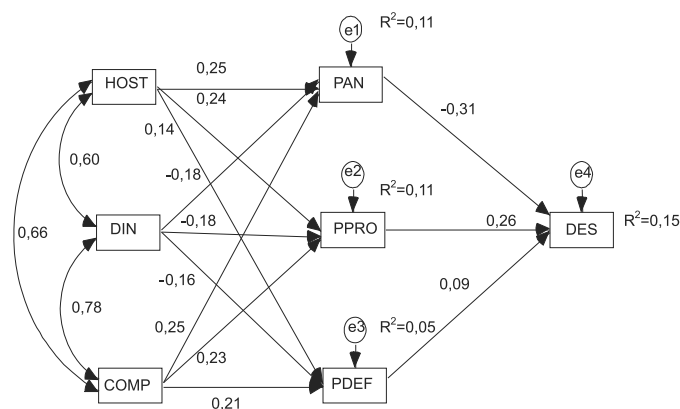 e1
R²=0,11
HOST
0,25
PAN
0,24
0,14
-0,31
0,60
-0,18
e2
R²=0,11
e4
0,66
DIN
-0,18
PPRO
0,26
DES
R²=0,15
-0,16
0,78
0,09
0,25
e3
R²=0,05
0,23
COMP
PDEF
0,21